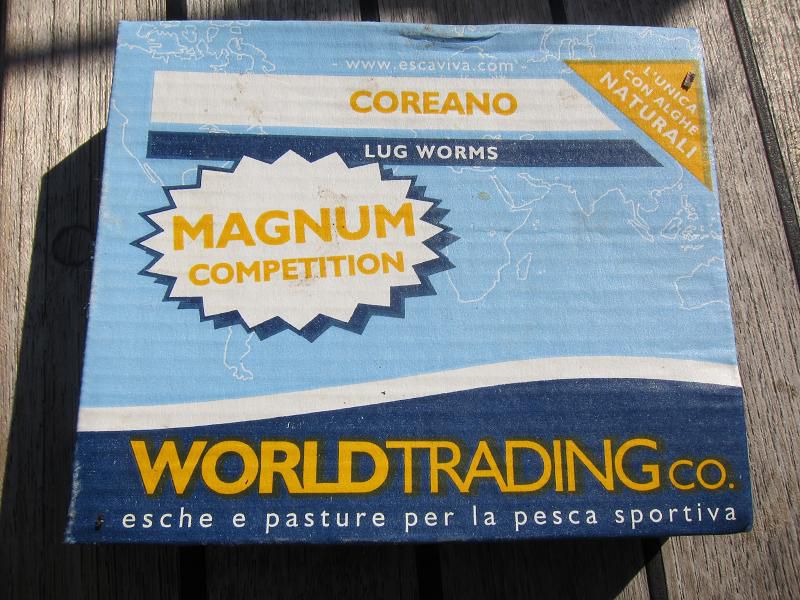 - www.escaviva.com -
COREANO
LUG WORMS
L'UNICA
CON ALGHE
NATURALI
MAGNUM
COMPETITION
WORLDTRADING CO.
esche e pasture per la pesca sportiva